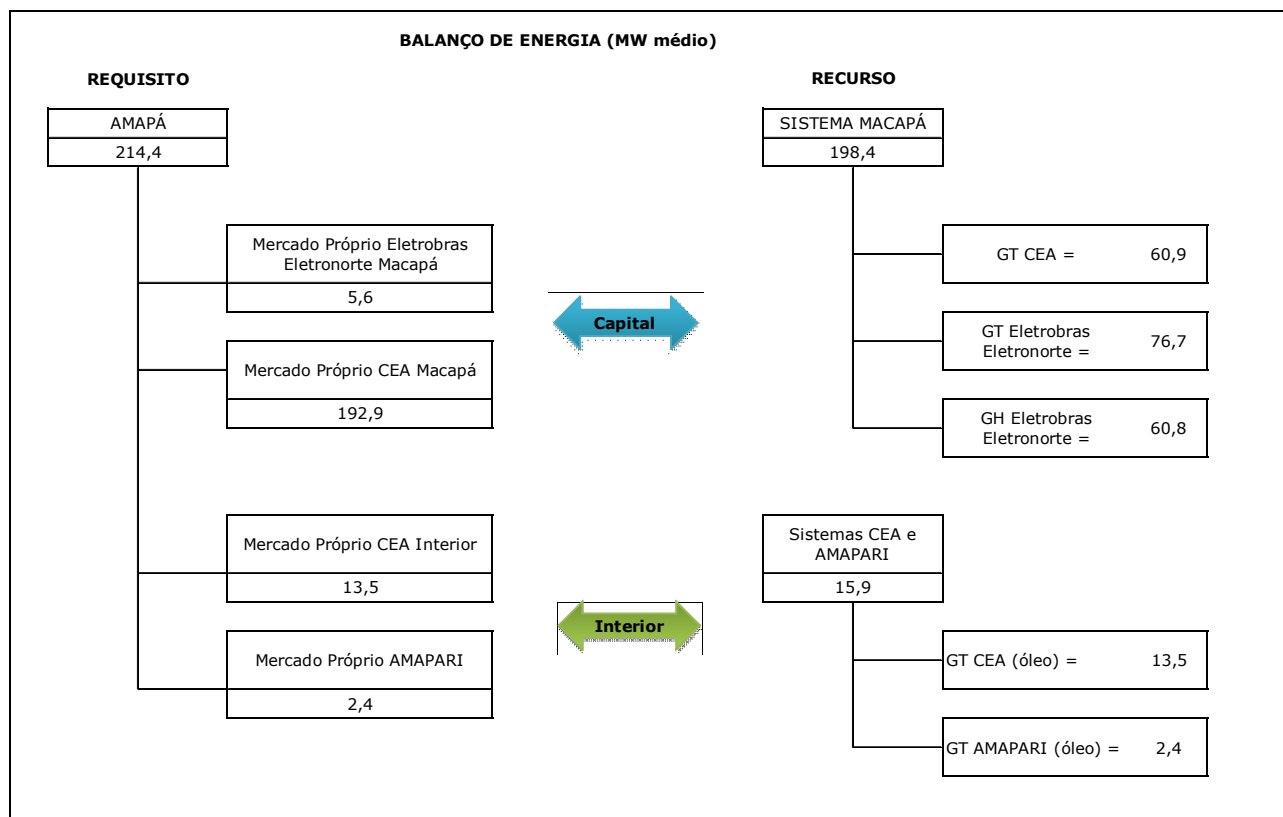 BALANÇO DE ENERGIA (MW médio)
REQUISITO
AMAPÁ
214,4
Mercado Próprio Eletrobras
Eletronorte Macapá
5,6
Mercado Próprio CEA Macapá
192,9
Mercado Próprio CEA Interior
13,5
Mercado Próprio AMAPARI
2,4
Capital
Interior
RECURSO
SISTEMA MACAPÁ
198,4
GT CEA = 60,9
GT Eletrobras
Eletronorte = 76,7
GH Eletrobras
Eletronorte = 60,8
Sistemas CEA e
AMAPARI
15,9
GT CEA (óleo) = 13,5
GT AMAPARI (óleo) = 2,4